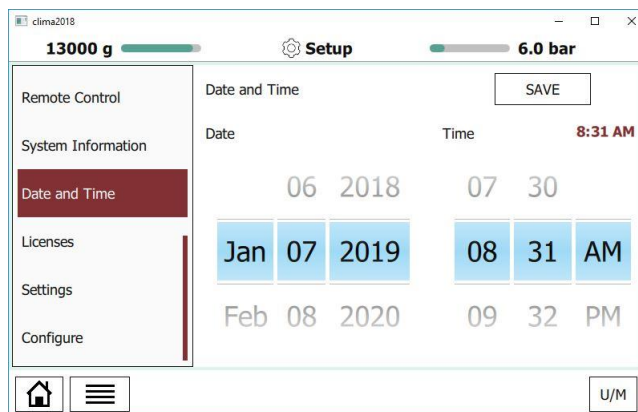 clima2018
13000 g Setup 6.0 bar
Remote Control
System Information
Date and Time
Licenses
Settings
Configure
Date and Time SAVE
Date Time 8:31 AM
06 2018 07 30
Jan 07 2019 08 31 AM
Feb 08 2020 09 32 PM
U/M